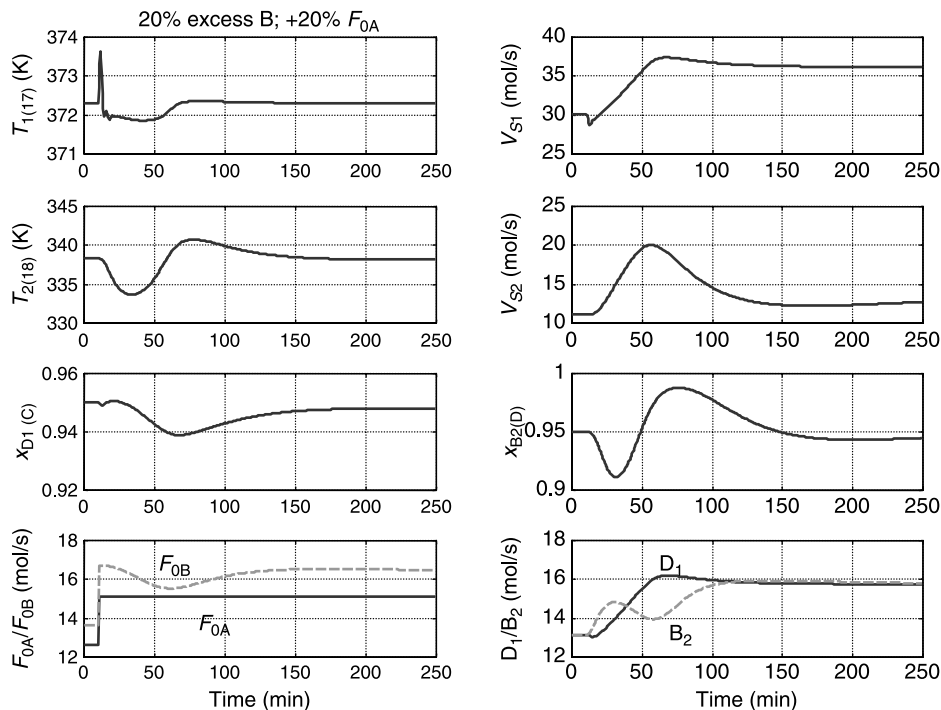 20% excess B; +20% F0A
T1(17) (K)
374
373
372
371
0 50 100 150 200 250
VS1 (mol/s)
40
35
30
25
0 50 100 150 200 250
T2(18) (K)
345
340
335
330
0 50 100 150 200 250
VS2 (mol/s)
25
20
15
10
0 50 100 150 200 250
xD1 (C)
0.96
0.94
0.92
0 50 100 150 200 250
xB2(D)
1
0.95
0.9
0 50 100 150 200 250
F0A/F0B (mol/s)
18
16
14
12
F0B
F0A
0 50 100 150 200 250
Time (min)
D1/B2 (mol/s)
18
16
14
12
D1
B2
0 50 100 150 200 250
Time (min)